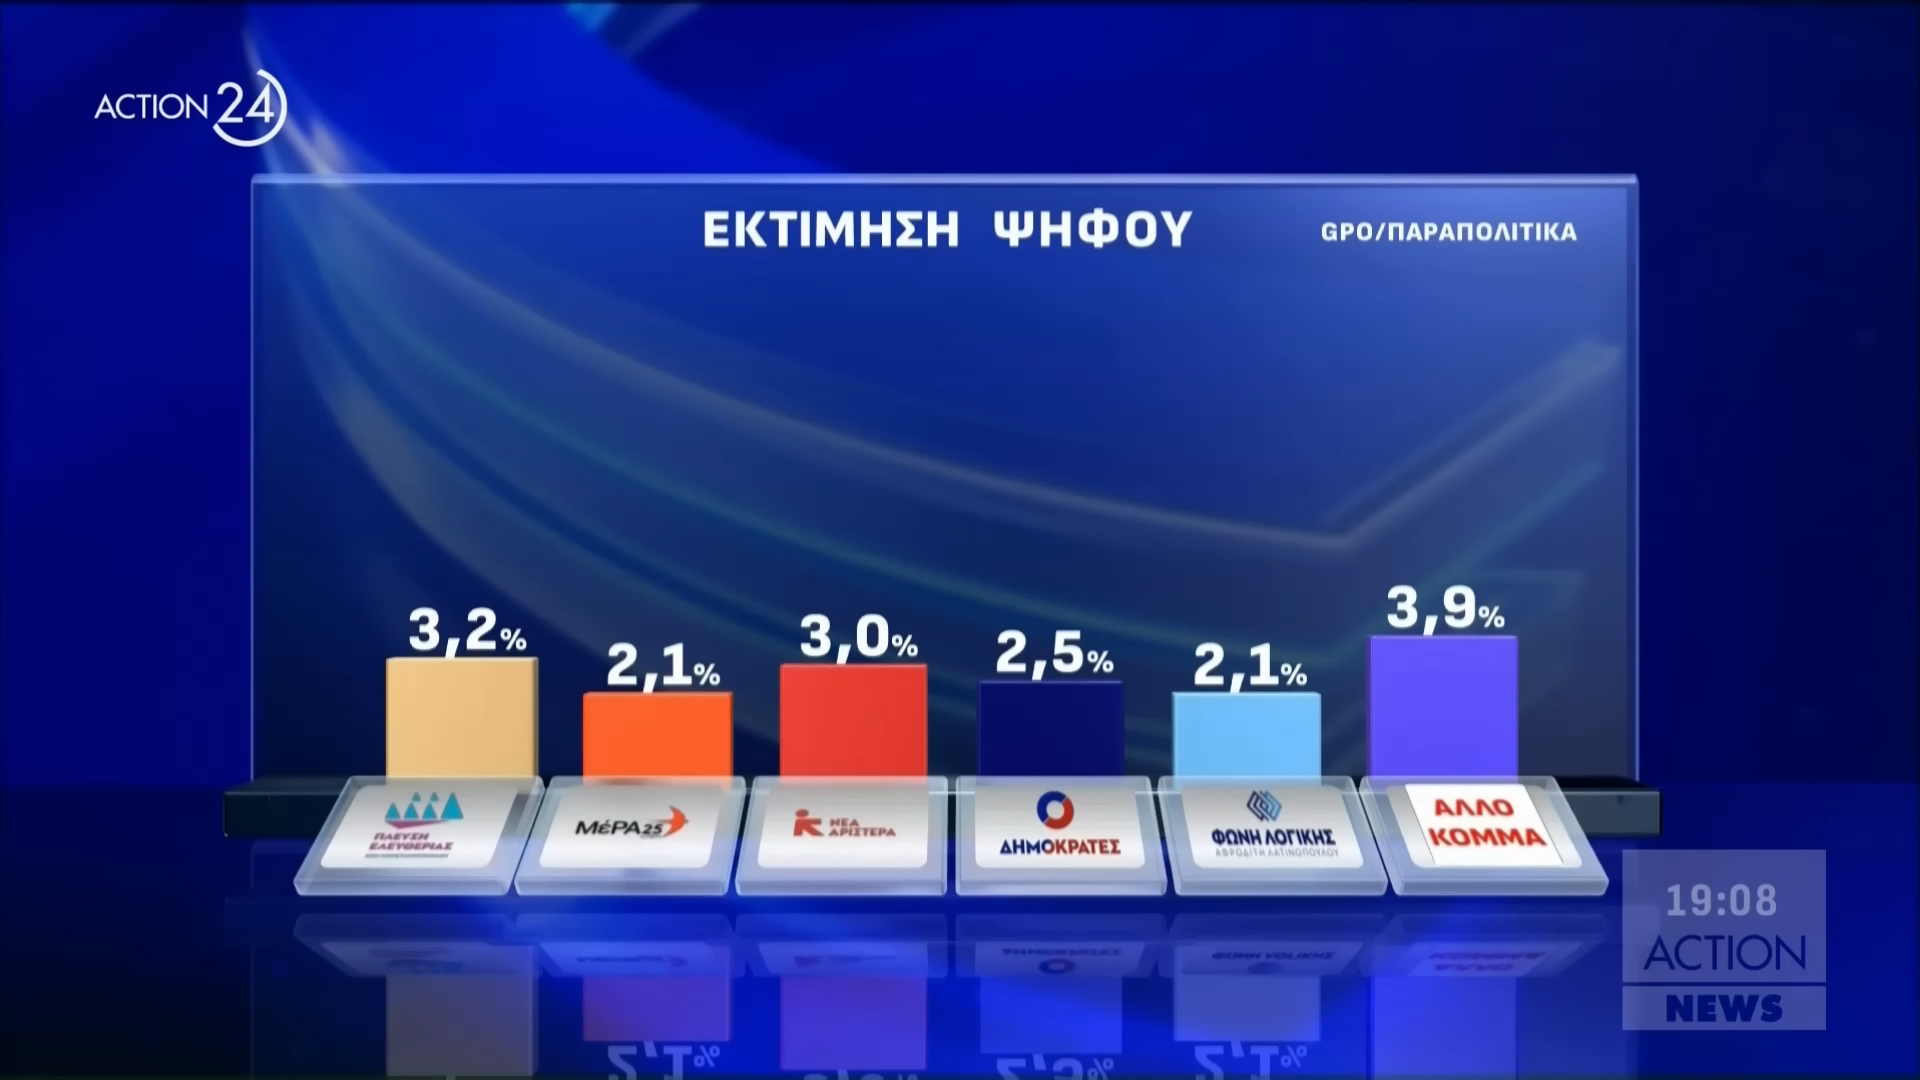 ACTION 24
ΕΚΤΙΜΗΣΗ ΨΗΦΟΥ
GPO/ΠΑΡΑΠΟΛΙΤΙΚΑ
3,2%
2,1%
3,0%
2,5%
2,1%
3,9%
ΠΛΕΥΣΗ
ΕΛΕΥΘΕΡΙΑΣ
ΜέΡΑ25
ΝΕΑ
ΑΡΙΣΤΕΡΑ
ΔΗΜΟΚΡΑΤΕΣ
ΦΩΝΗ ΛΟΓΙΚΗΣ
ΑΦΡΟΔΙΤΗ ΛΑΤΙΝΟΠΟΥΛΟΥ
ΑΛΛΟ
ΚΟΜΜΑ
19:08
ACTION
NEWS